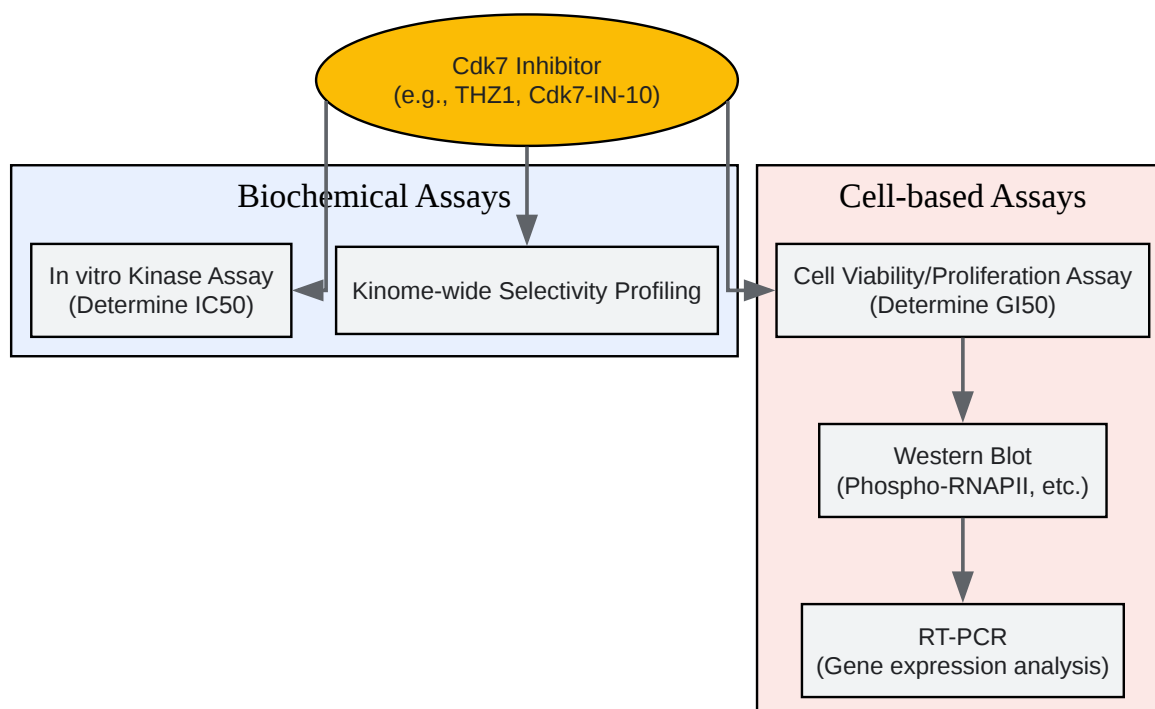 Cdk7 Inhibitor
(e.g., THZ1, Cdk7-IN-10)
Biochemical Assays
In vitro Kinase Assay
(Determine IC50)
Kinome-wide Selectivity Profiling
Cell-based Assays
Cell Viability/Proliferation Assay
(Determine GI50)
Western Blot
(Phospho-RNAPII, etc.)
RT-PCR
(Gene expression analysis)